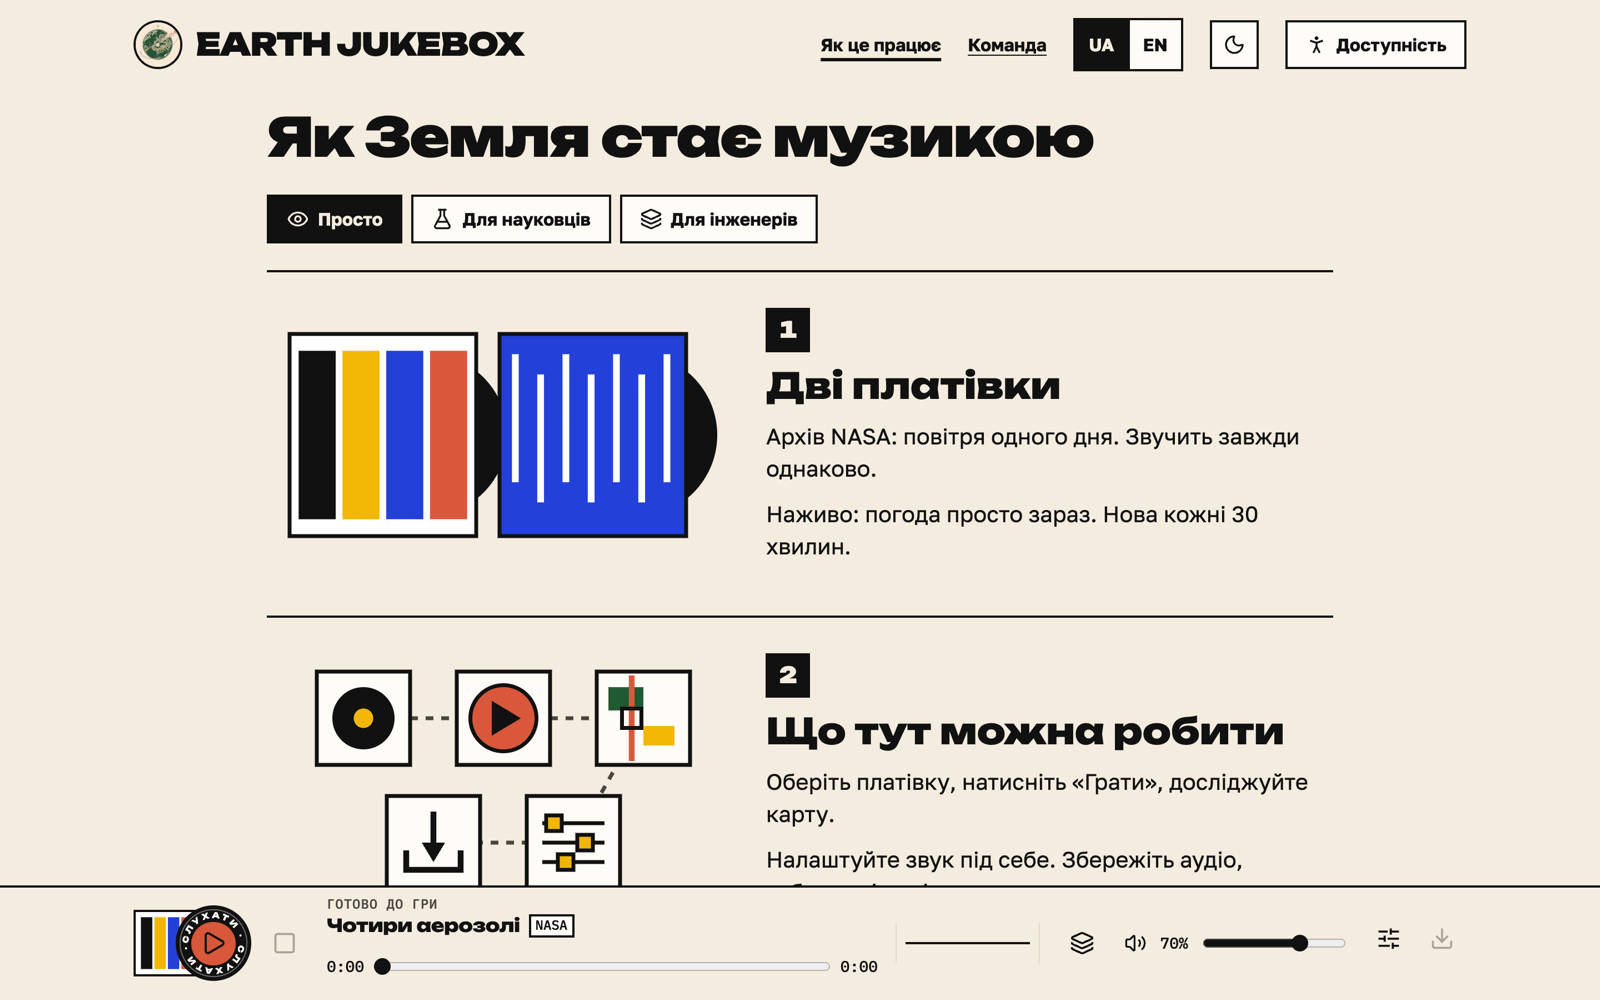 EARTH JUKEBOX
Як це працює
Команда
UA
EN
Доступність
Як Земля стає музикою
Просто
Для науковців
Для інженерів
1
Дві платівки
Архів NASA: повітря одного дня. Звучить завжди
однаково.
Наживо: погода просто зараз. Нова кожні 30
хвилин.
2
Що тут можна робити
Оберіть платівку, натисніть «Грати», досліджуйте
карту.
Налаштуйте звук під себе. Збережіть аудіо,
СЛУХАТИ · СЛУХАТИ ·
ГОТОВО ДО ГРИ
Чотири аерозолі
NASA
0:00
0:00
70%